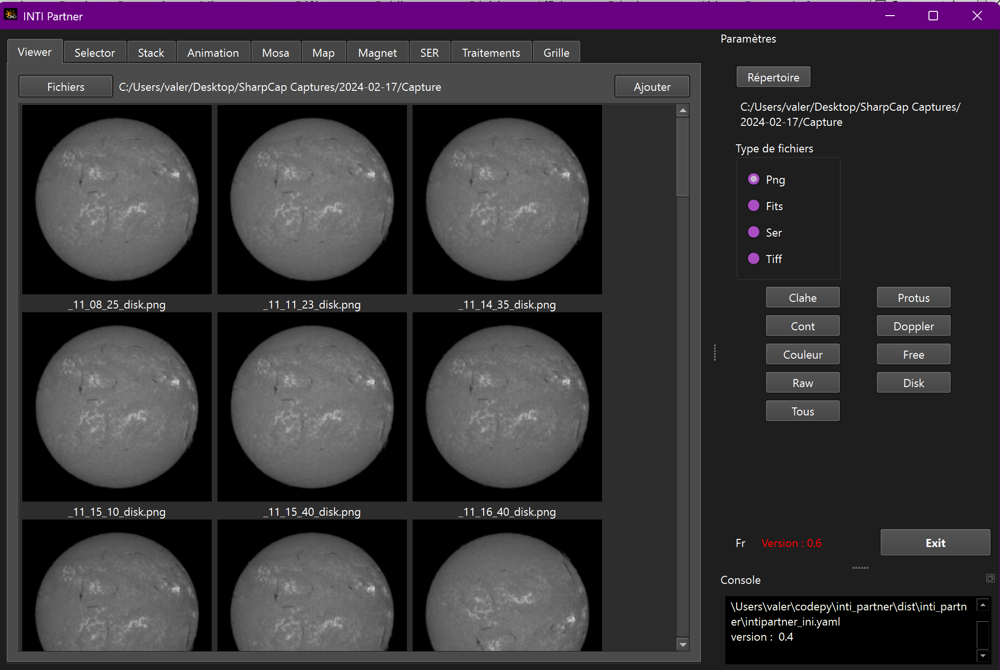 INTI Partner
Viewer
Selector
Stack
Animation
Mosa
Map
Magnet
SER
Traitements
Grille
Fichiers
C:/Users/valer/Desktop/SharpCap Captures/2024-02-17/Capture
Ajouter
_11_08_25_disk.png
_11_11_23_disk.png
_11_14_35_disk.png
_11_15_10_disk.png
_11_15_40_disk.png
_11_16_40_disk.png
Paramètres
Répertoire
C:/Users/valer/Desktop/SharpCap Captures/
2024-02-17/Capture
Type de fichiers
Png
Fits
Ser
Tiff
Clahe
Protus
Cont
Doppler
Couleur
Free
Raw
Disk
Tous
Fr
Version : 0.6
Exit
Console
\Users\valer\codepy\inti_partner\dist\inti_partn
er\intipartner_ini.yaml
version :  0.4